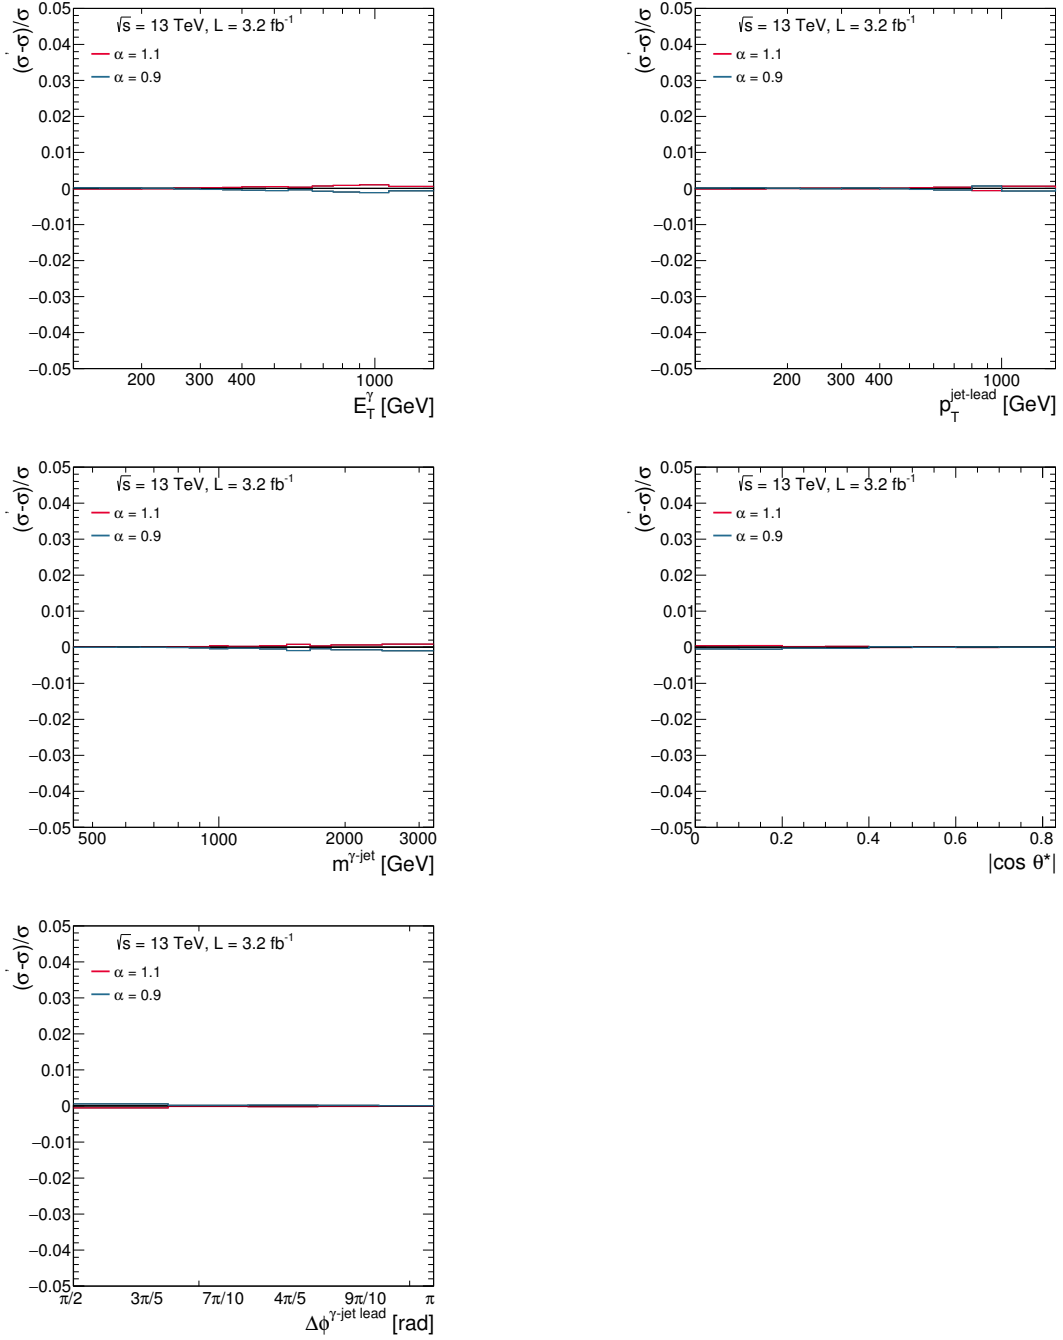 (σ'-σ)/σ
√s = 13 TeV, L = 3.2 fb⁻¹
α = 1.1
α = 0.9
0.05
0.04
0.03
0.02
0.01
0
−0.01
−0.02
−0.03
−0.04
−0.05
200 300 400 1000
E_T^γ [GeV]
(σ'-σ)/σ
√s = 13 TeV, L = 3.2 fb⁻¹
α = 1.1
α = 0.9
0.05
0.04
0.03
0.02
0.01
0
−0.01
−0.02
−0.03
−0.04
−0.05
200 300 400 1000
p_T^jet-lead [GeV]
(σ'-σ)/σ
√s = 13 TeV, L = 3.2 fb⁻¹
α = 1.1
α = 0.9
0.05
0.04
0.03
0.02
0.01
0
−0.01
−0.02
−0.03
−0.04
−0.05
500 1000 2000 3000
m^γ-jet [GeV]
(σ'-σ)/σ
√s = 13 TeV, L = 3.2 fb⁻¹
α = 1.1
α = 0.9
0.05
0.04
0.03
0.02
0.01
0
−0.01
−0.02
−0.03
−0.04
−0.05
0 0.2 0.4 0.6 0.8
|cos θ*|
(σ'-σ)/σ
√s = 13 TeV, L = 3.2 fb⁻¹
α = 1.1
α = 0.9
0.05
0.04
0.03
0.02
0.01
0
−0.01
−0.02
−0.03
−0.04
−0.05
π/2 3π/5 7π/10 4π/5 9π/10 π
Δϕ^γ-jet lead [rad]